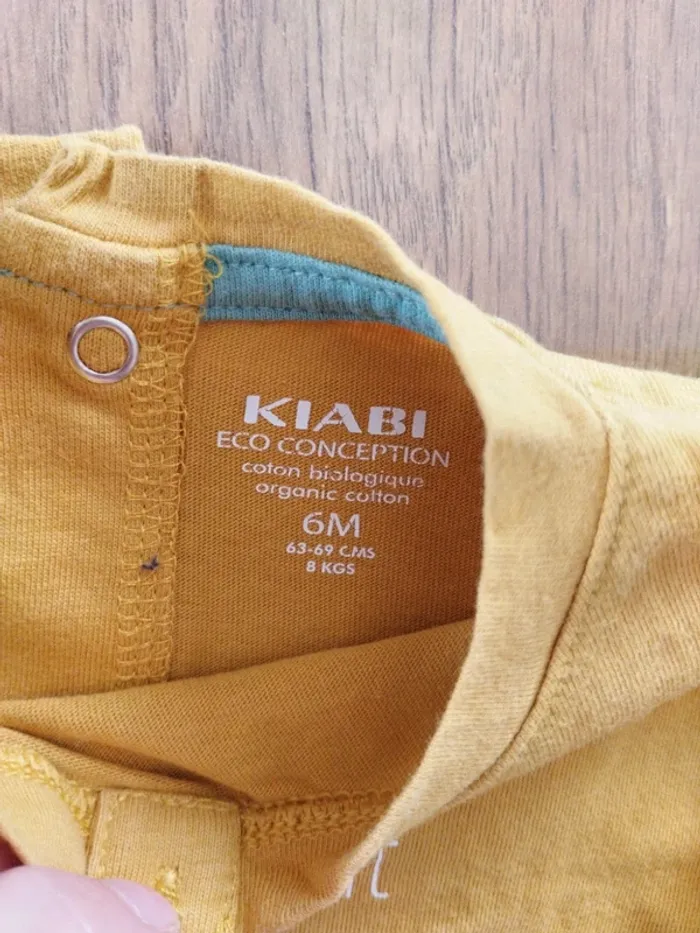 KIABI
ECO CONCEPTION
coton biologique
organic cotton
6M
63-69 CMS
8 KGS